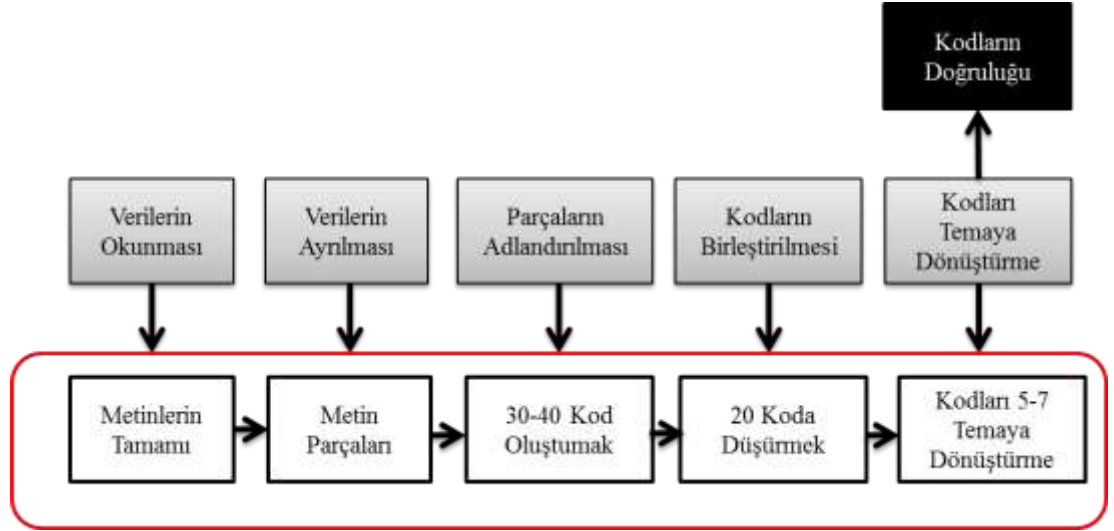 Kodların
Doğruluğu
Verilerin
Okunması
Verilerin
Ayrılması
Parçaların
Adlandırılması
Kodların
Birleştirilmesi
Kodları
Temaya
Dönüştürme
Metinlerin
Tamamı
Metin
Parçaları
30-40 Kod
Oluştumak
20 Koda
Düşürmek
Kodları 5-7
Temaya
Dönüştürme